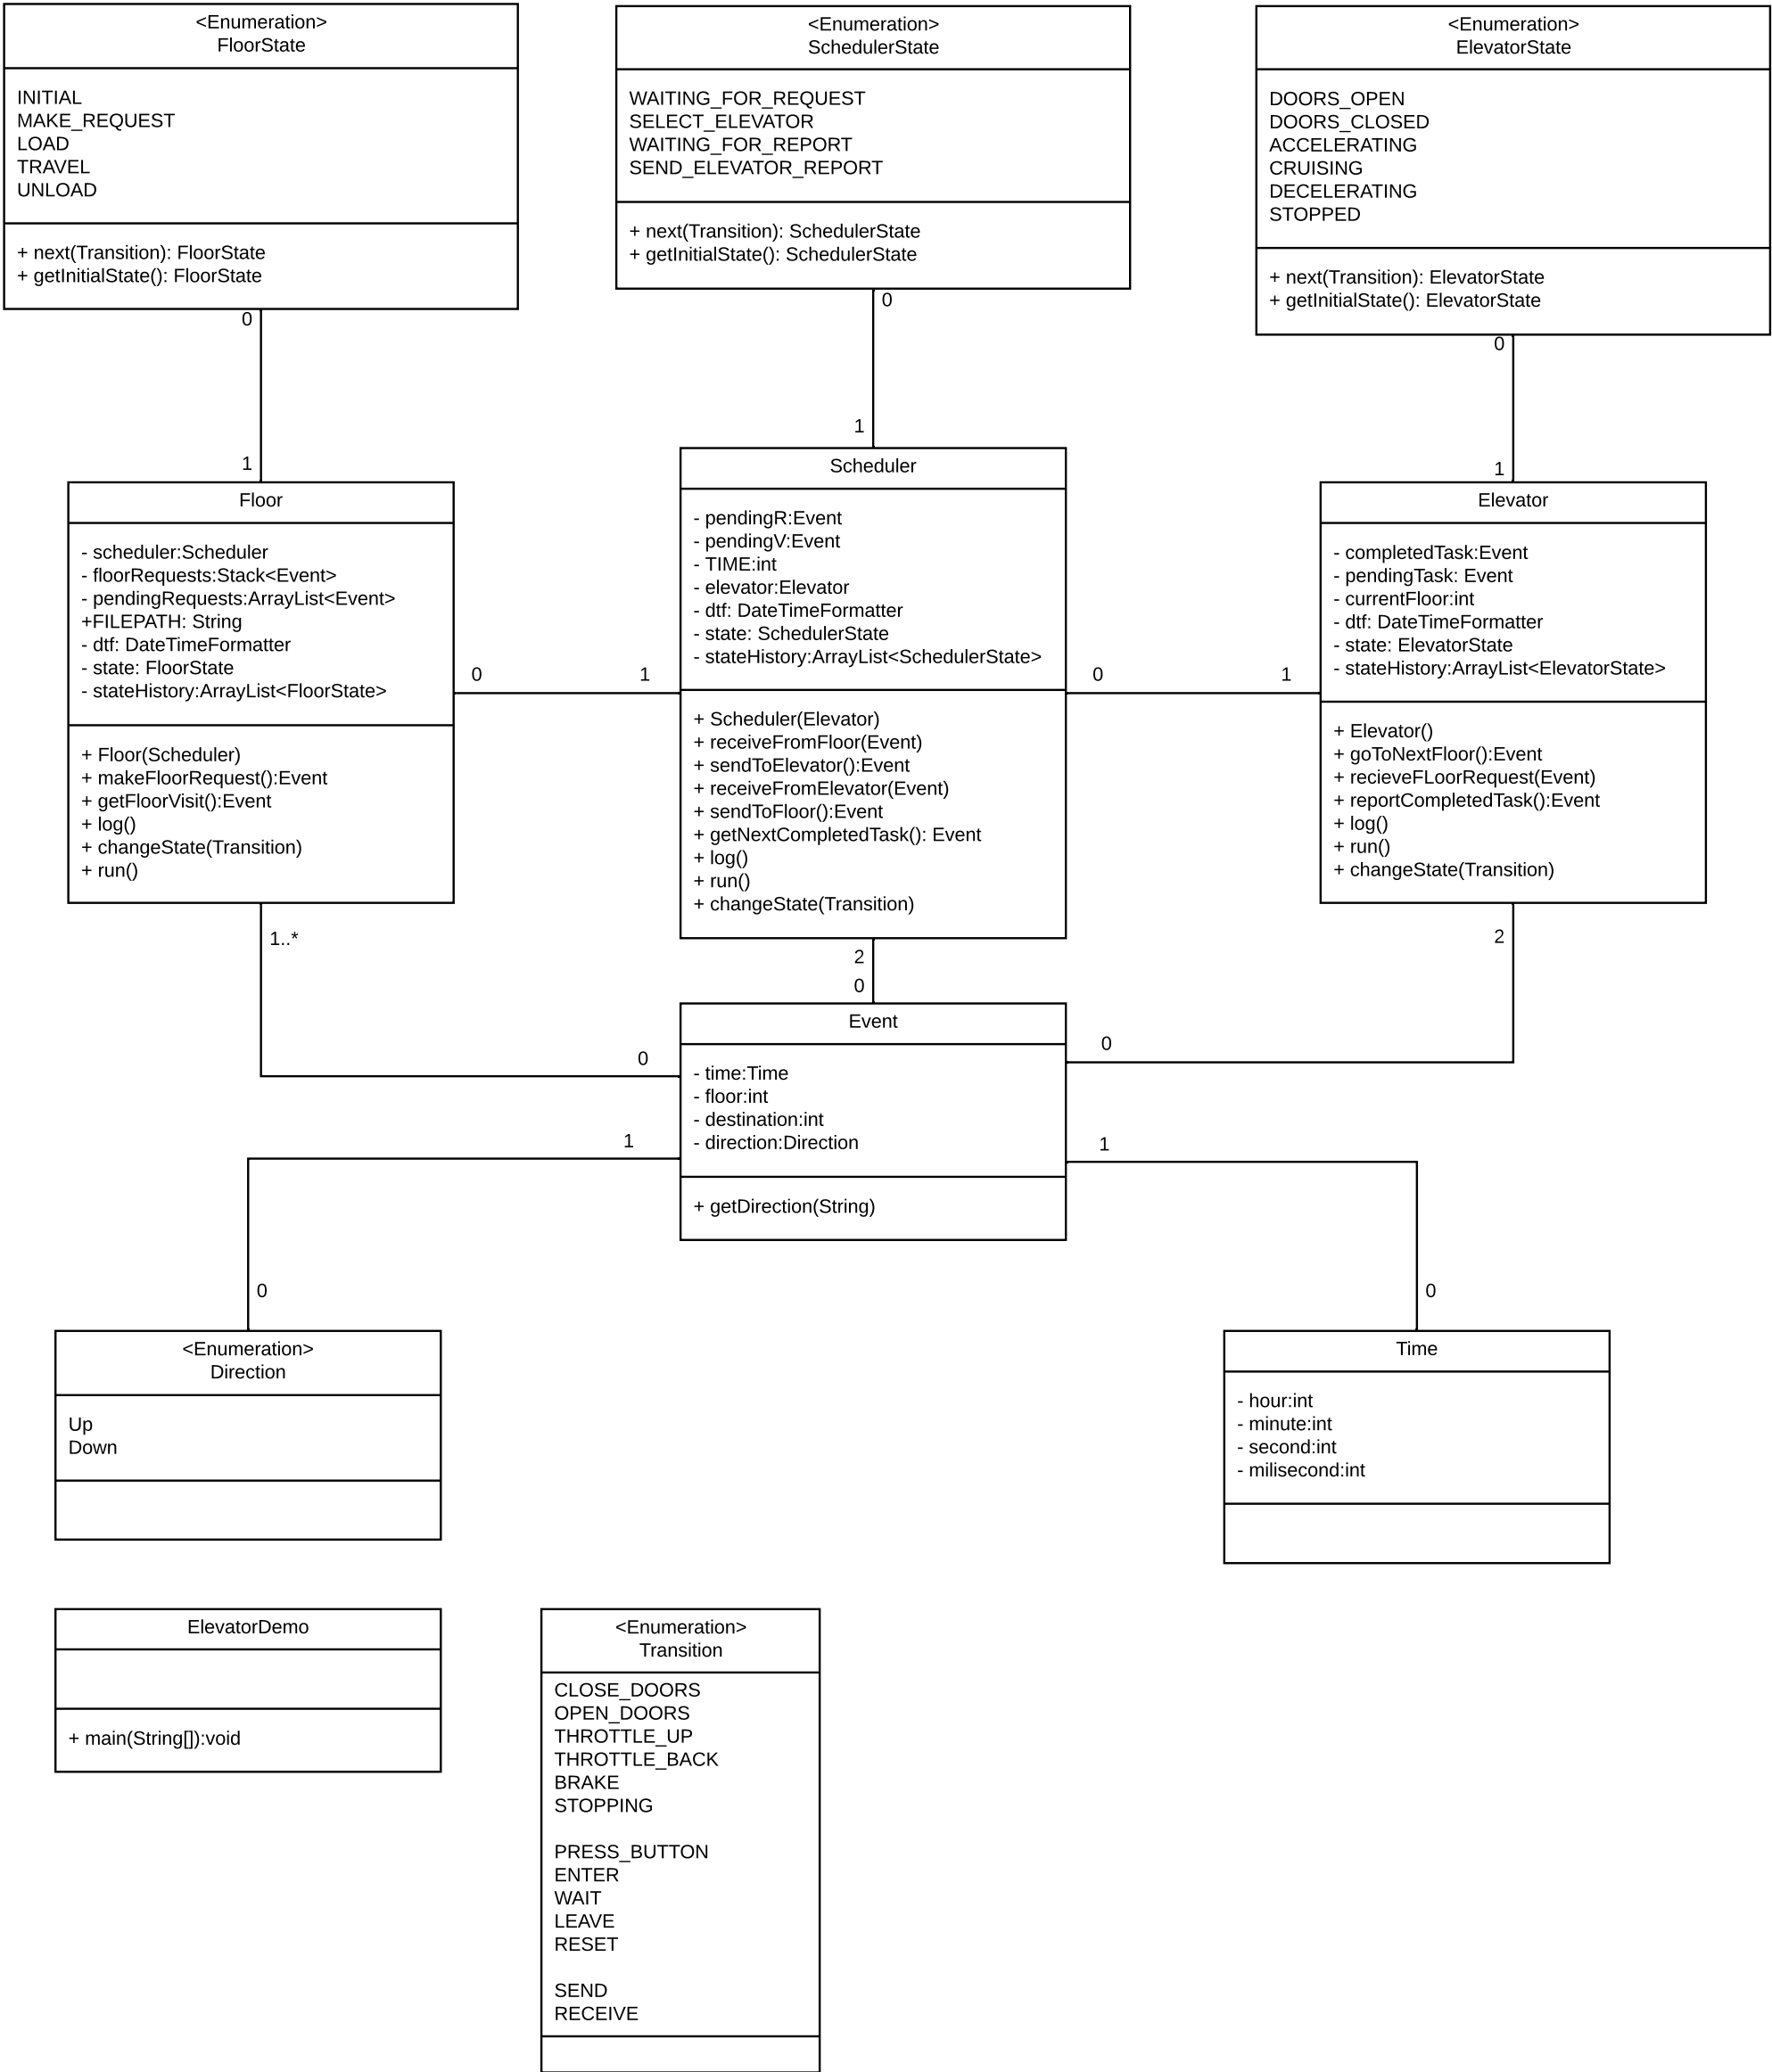 <Enumeration>
FloorState
INITIAL
MAKE_REQUEST
LOAD
TRAVEL
UNLOAD
+ next(Transition): FloorState
+ getInitialState(): FloorState
<Enumeration>
SchedulerState
WAITING_FOR_REQUEST
SELECT_ELEVATOR
WAITING_FOR_REPORT
SEND_ELEVATOR_REPORT
+ next(Transition): SchedulerState
+ getInitialState(): SchedulerState
<Enumeration>
ElevatorState
DOORS_OPEN
DOORS_CLOSED
ACCELERATING
CRUISING
DECELERATING
STOPPED
+ next(Transition): ElevatorState
+ getInitialState(): ElevatorState
0
1
0
1
0
1
Floor
- scheduler:Scheduler
- floorRequests:Stack<Event>
- pendingRequests:ArrayList<Event>
+FILEPATH: String
- dtf: DateTimeFormatter
- state: FloorState
- stateHistory:ArrayList<FloorState>
+ Floor(Scheduler)
+ makeFloorRequest():Event
+ getFloorVisit():Event
+ log()
+ changeState(Transition)
+ run()
0
1
Scheduler
- pendingR:Event
- pendingV:Event
- TIME:int
- elevator:Elevator
- dtf: DateTimeFormatter
- state: SchedulerState
- stateHistory:ArrayList<SchedulerState>
+ Scheduler(Elevator)
+ receiveFromFloor(Event)
+ sendToElevator():Event
+ receiveFromElevator(Event)
+ sendToFloor():Event
+ getNextCompletedTask(): Event
+ log()
+ run()
+ changeState(Transition)
0
1
Elevator
- completedTask:Event
- pendingTask: Event
- currentFloor:int
- dtf: DateTimeFormatter
- state: ElevatorState
- stateHistory:ArrayList<ElevatorState>
+ Elevator()
+ goToNextFloor():Event
+ recieveFLoorRequest(Event)
+ reportCompletedTask():Event
+ log()
+ run()
+ changeState(Transition)
1..*
0
2
0
2
0
Event
- time:Time
- floor:int
- destination:int
- direction:Direction
+ getDirection(String)
1
0
1
0
<Enumeration>
Direction
Up
Down
Time
- hour:int
- minute:int
- second:int
- milisecond:int
ElevatorDemo
+ main(String[]):void
<Enumeration>
Transition
CLOSE_DOORS
OPEN_DOORS
THROTTLE_UP
THROTTLE_BACK
BRAKE
STOPPING
PRESS_BUTTON
ENTER
WAIT
LEAVE
RESET
SEND
RECEIVE